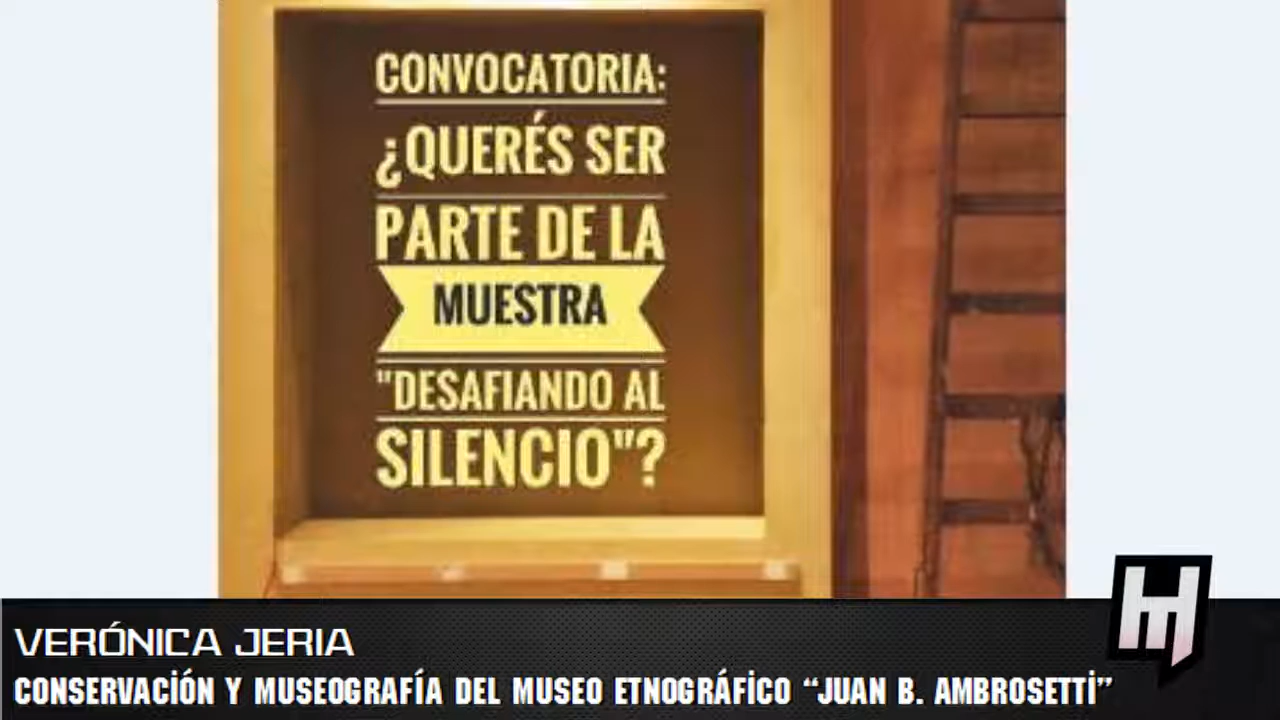 CONVOCATORIA:
¿QUERÉS SER
PARTE DE LA
MUESTRA
"DESAFIANDO AL
SILENCIO"?
VERÓNICA JERIA
CONSERVACIÓN Y MUSEOGRAFÍA DEL MUSEO ETNOGRÁFICO “JUAN B. AMBROSETTI”